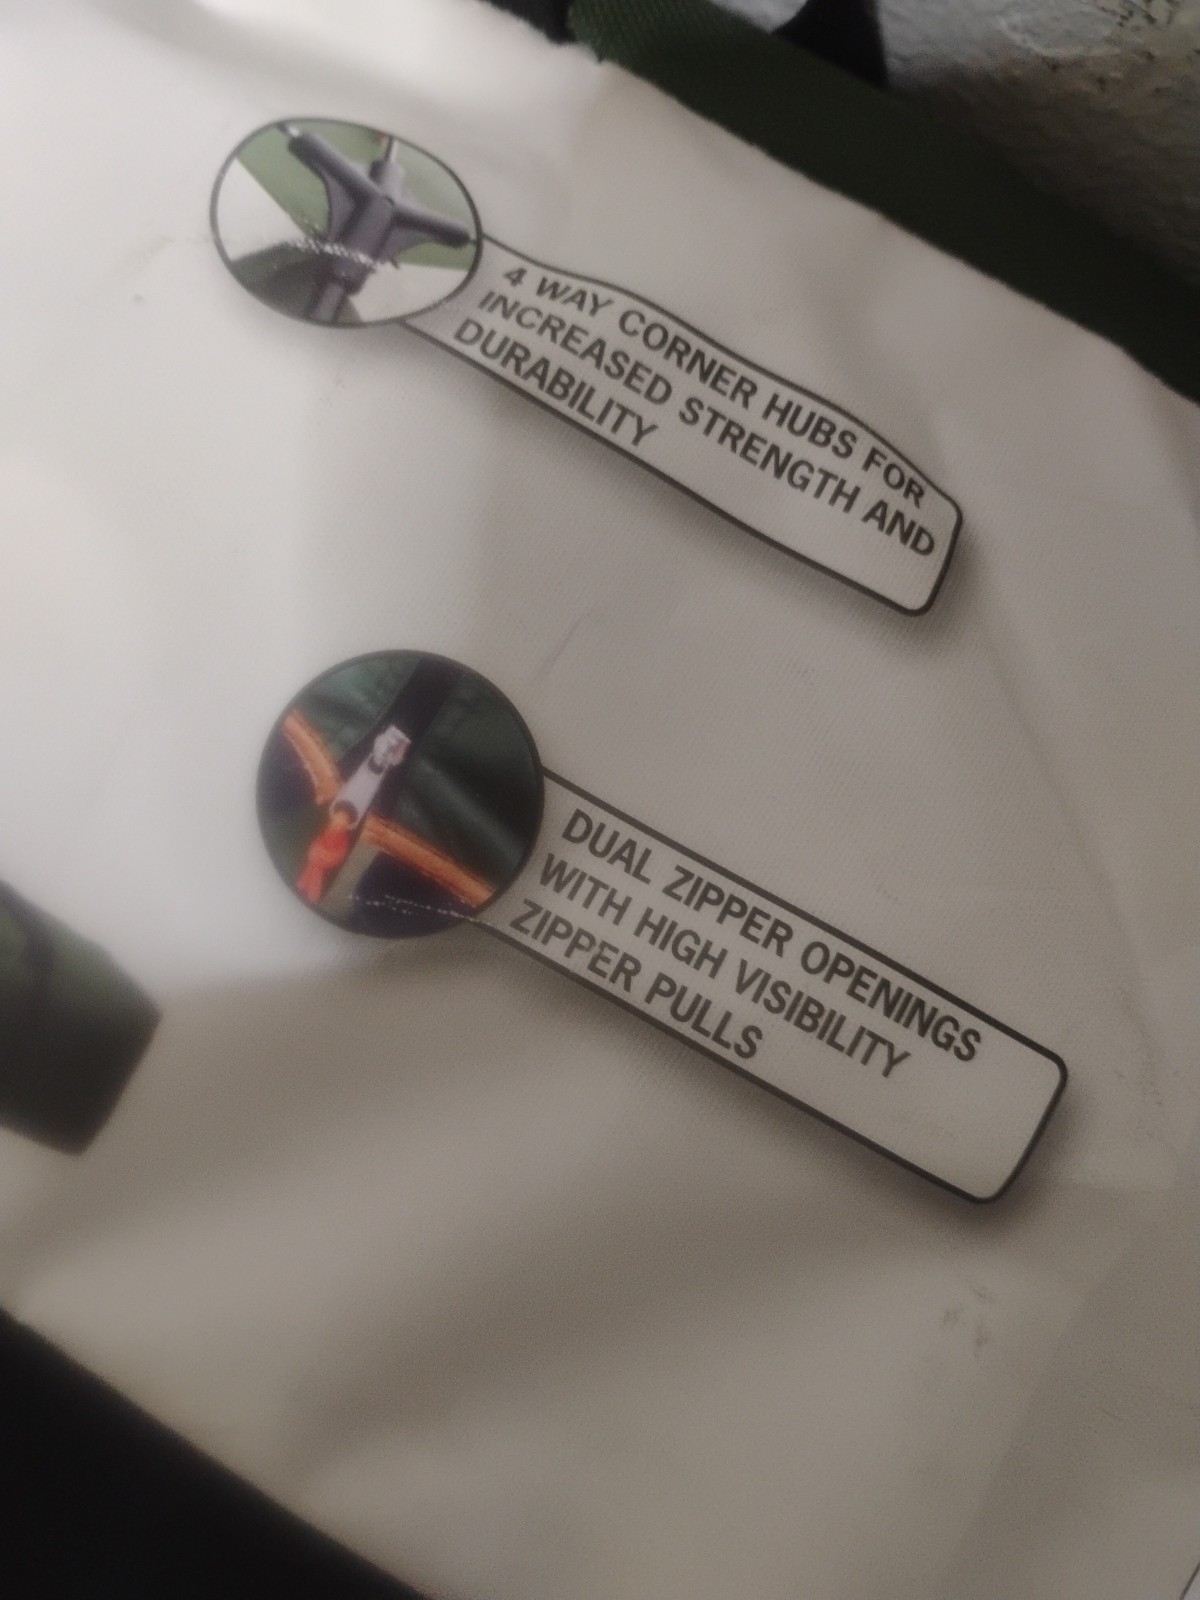 4 WAY CORNER HUBS FOR
INCREASED STRENGTH AND
DURABILITY
DUAL ZIPPER OPENINGS
WITH HIGH VISIBILITY
ZIPPER PULLS